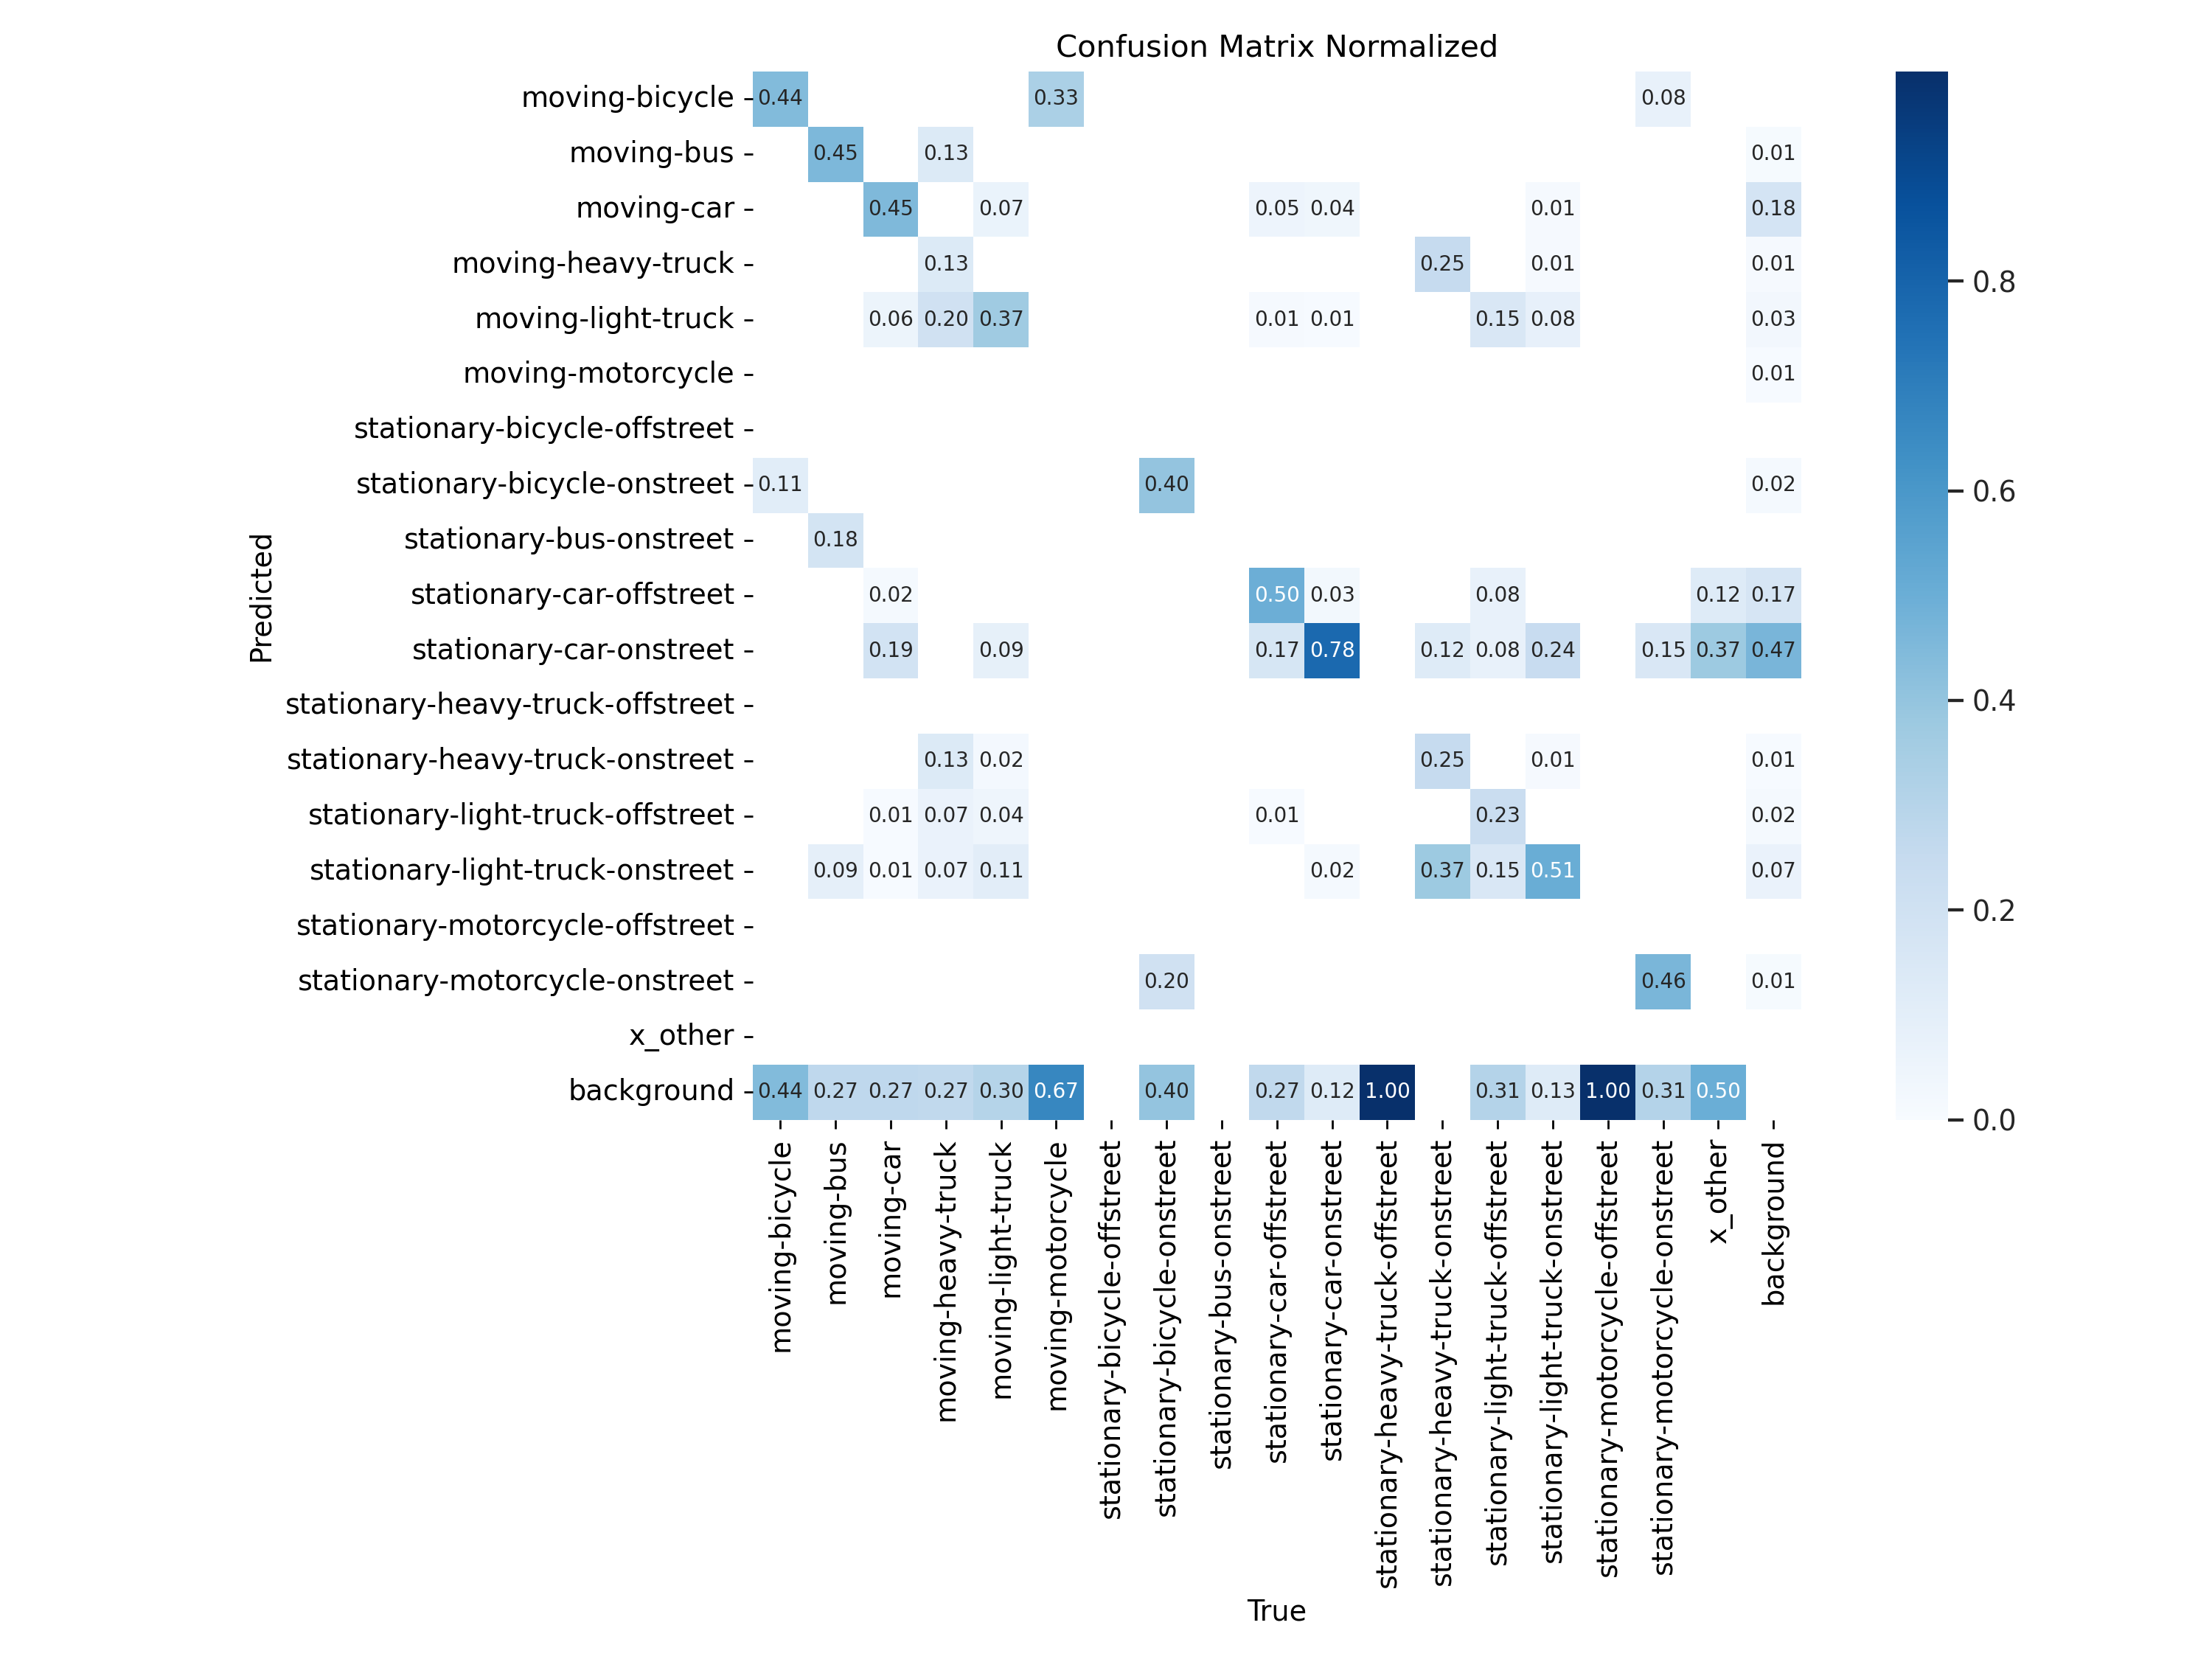 Confusion Matrix Normalized
moving-bicycle 0.44 0.33 0.08
moving-bus 0.45 0.13 0.01
moving-car 0.45 0.07 0.05 0.04 0.01 0.18
moving-heavy-truck 0.13 0.25 0.01 0.01
moving-light-truck 0.06 0.20 0.37 0.01 0.01 0.15 0.08 0.03
moving-motorcycle 0.01
stationary-bicycle-offstreet
stationary-bicycle-onstreet 0.11 0.40 0.02
stationary-bus-onstreet 0.18
stationary-car-offstreet 0.02 0.50 0.03 0.08 0.12 0.17
stationary-car-onstreet 0.19 0.09 0.17 0.78 0.12 0.08 0.24 0.15 0.37 0.47
stationary-heavy-truck-offstreet
stationary-heavy-truck-onstreet 0.13 0.02 0.25 0.01 0.01
stationary-light-truck-offstreet 0.01 0.07 0.04 0.01 0.23 0.02
stationary-light-truck-onstreet 0.09 0.01 0.07 0.11 0.02 0.37 0.15 0.51 0.07
stationary-motorcycle-offstreet
stationary-motorcycle-onstreet 0.20 0.46 0.01
x_other
background 0.44 0.27 0.27 0.27 0.30 0.67 0.40 0.27 0.12 1.00 0.31 0.13 1.00 0.31 0.50
Predicted
moving-bicycle
moving-bus
moving-car
moving-heavy-truck
moving-light-truck
moving-motorcycle
stationary-bicycle-offstreet
stationary-bicycle-onstreet
stationary-bus-onstreet
stationary-car-offstreet
stationary-car-onstreet
stationary-heavy-truck-offstreet
stationary-heavy-truck-onstreet
stationary-light-truck-offstreet
stationary-light-truck-onstreet
stationary-motorcycle-offstreet
stationary-motorcycle-onstreet
x_other
background
True
0.8
0.6
0.4
0.2
0.0